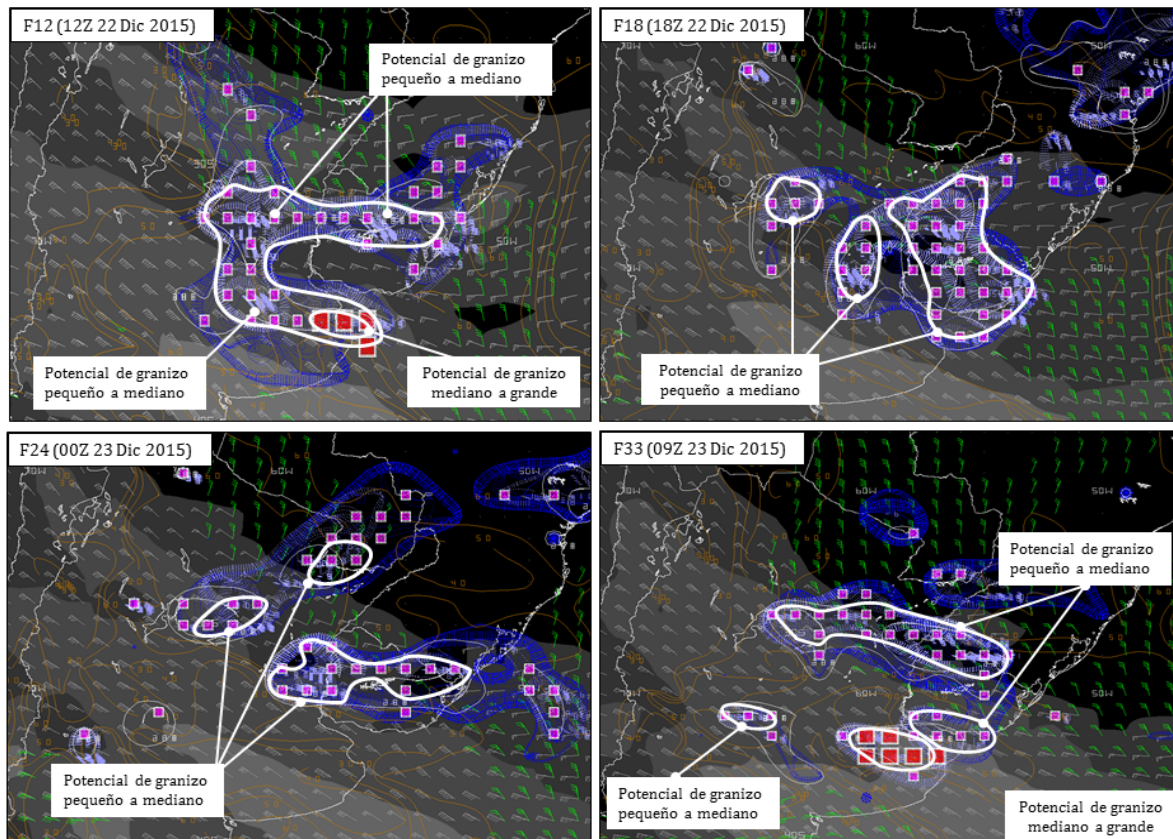 F12 (12Z 22 Dic 2015)
Potencial de granizo
pequeño a mediano
Potencial de granizo
pequeño a mediano
Potencial de granizo
mediano a grande
F18 (18Z 22 Dic 2015)
Potencial de granizo
pequeño a mediano
F24 (00Z 23 Dic 2015)
Potencial de granizo
pequeño a mediano
F33 (09Z 23 Dic 2015)
Potencial de granizo
pequeño a mediano
Potencial de granizo
pequeño a mediano
Potencial de granizo
mediano a grande